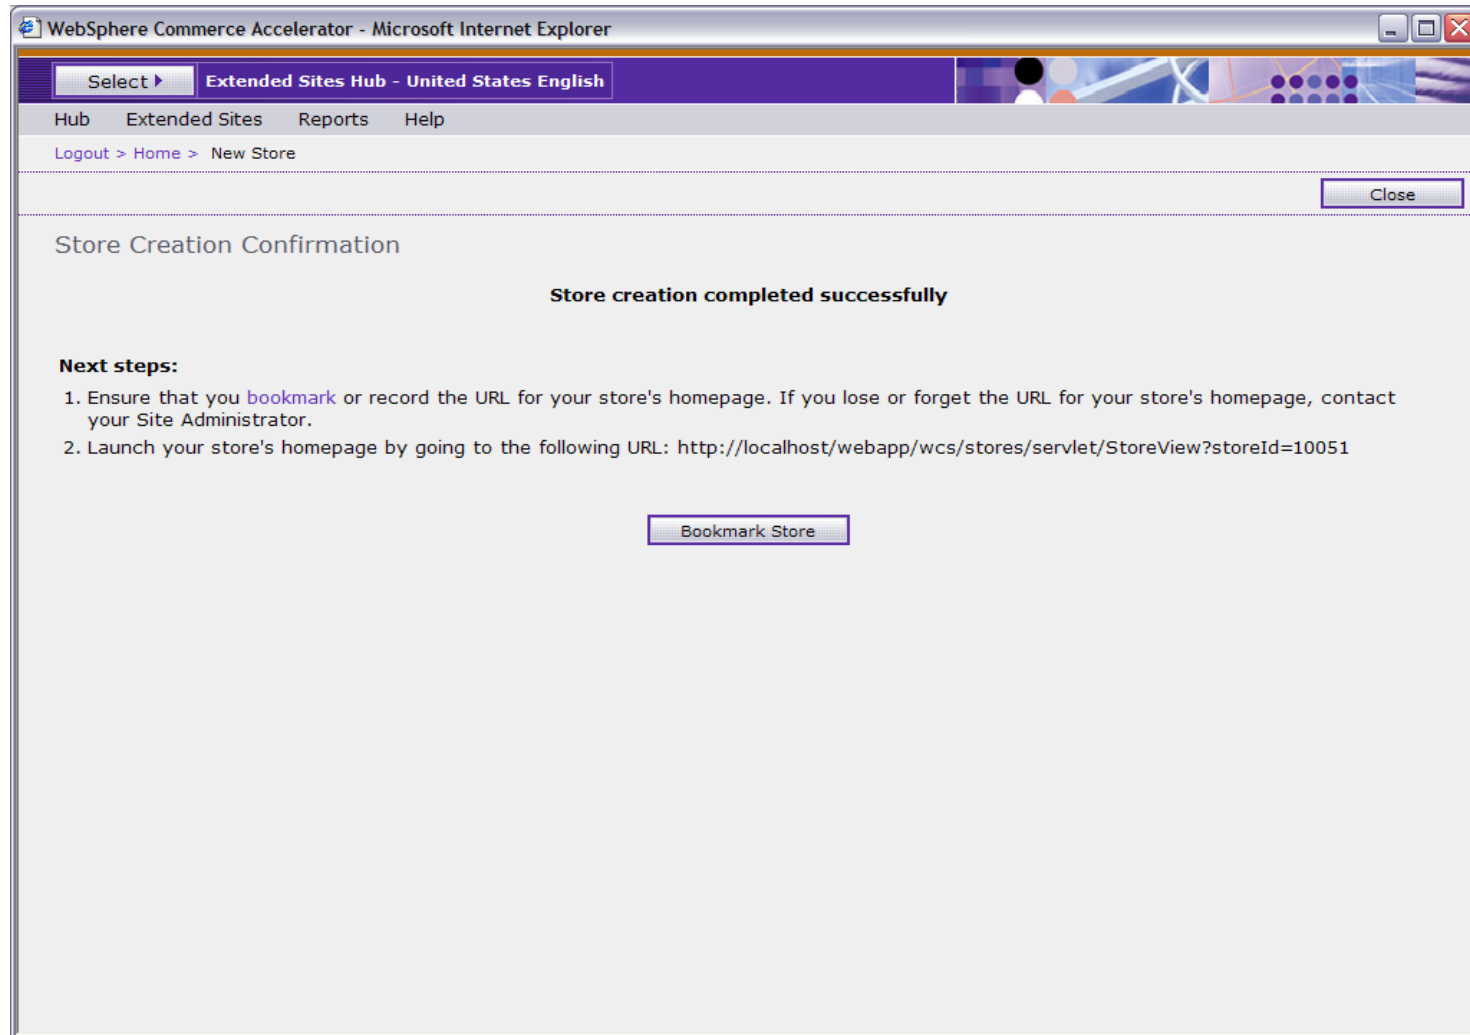 WebSphere Commerce Accelerator - Microsoft Internet Explorer
Select Extended Sites Hub - United States English
Hub Extended Sites Reports Help
Logout > Home > New Store
Close
Store Creation Confirmation
Store creation completed successfully
Next steps:
1. Ensure that you bookmark or record the URL for your store's homepage. If you lose or forget the URL for your store's homepage, contact
your Site Administrator.
2. Launch your store's homepage by going to the following URL: http://localhost/webapp/wcs/stores/servlet/StoreView?storeId=10051
Bookmark Store